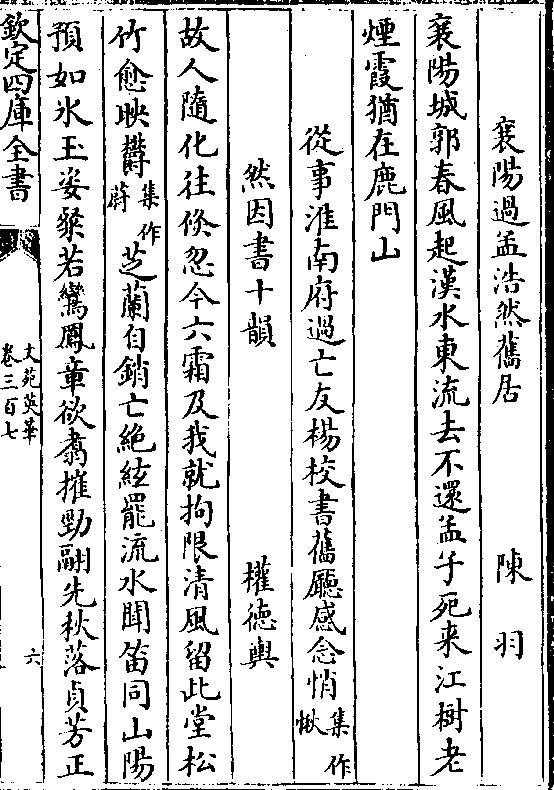 襄陽過孟浩然舊居　陳羽
襄陽城郭春風起漢水東流去不還孟子死来江樹老
煙霞猶在鹿門山
從事淮南府過亡友楊校書舊廳感念悄集作愀
然因書十韻　權德輿
故人隨化往倏忽今六霜及我就拘限清風留此堂松
竹愈映欝集作蔚芝蘭自銷亡絶絃罷流水聞笛同山陽
預如氷玉姿粲若鸞鳳章欲翥摧勁翮先秋落貞芳正
欽定四庫全書
文苑英華
卷三百七
六